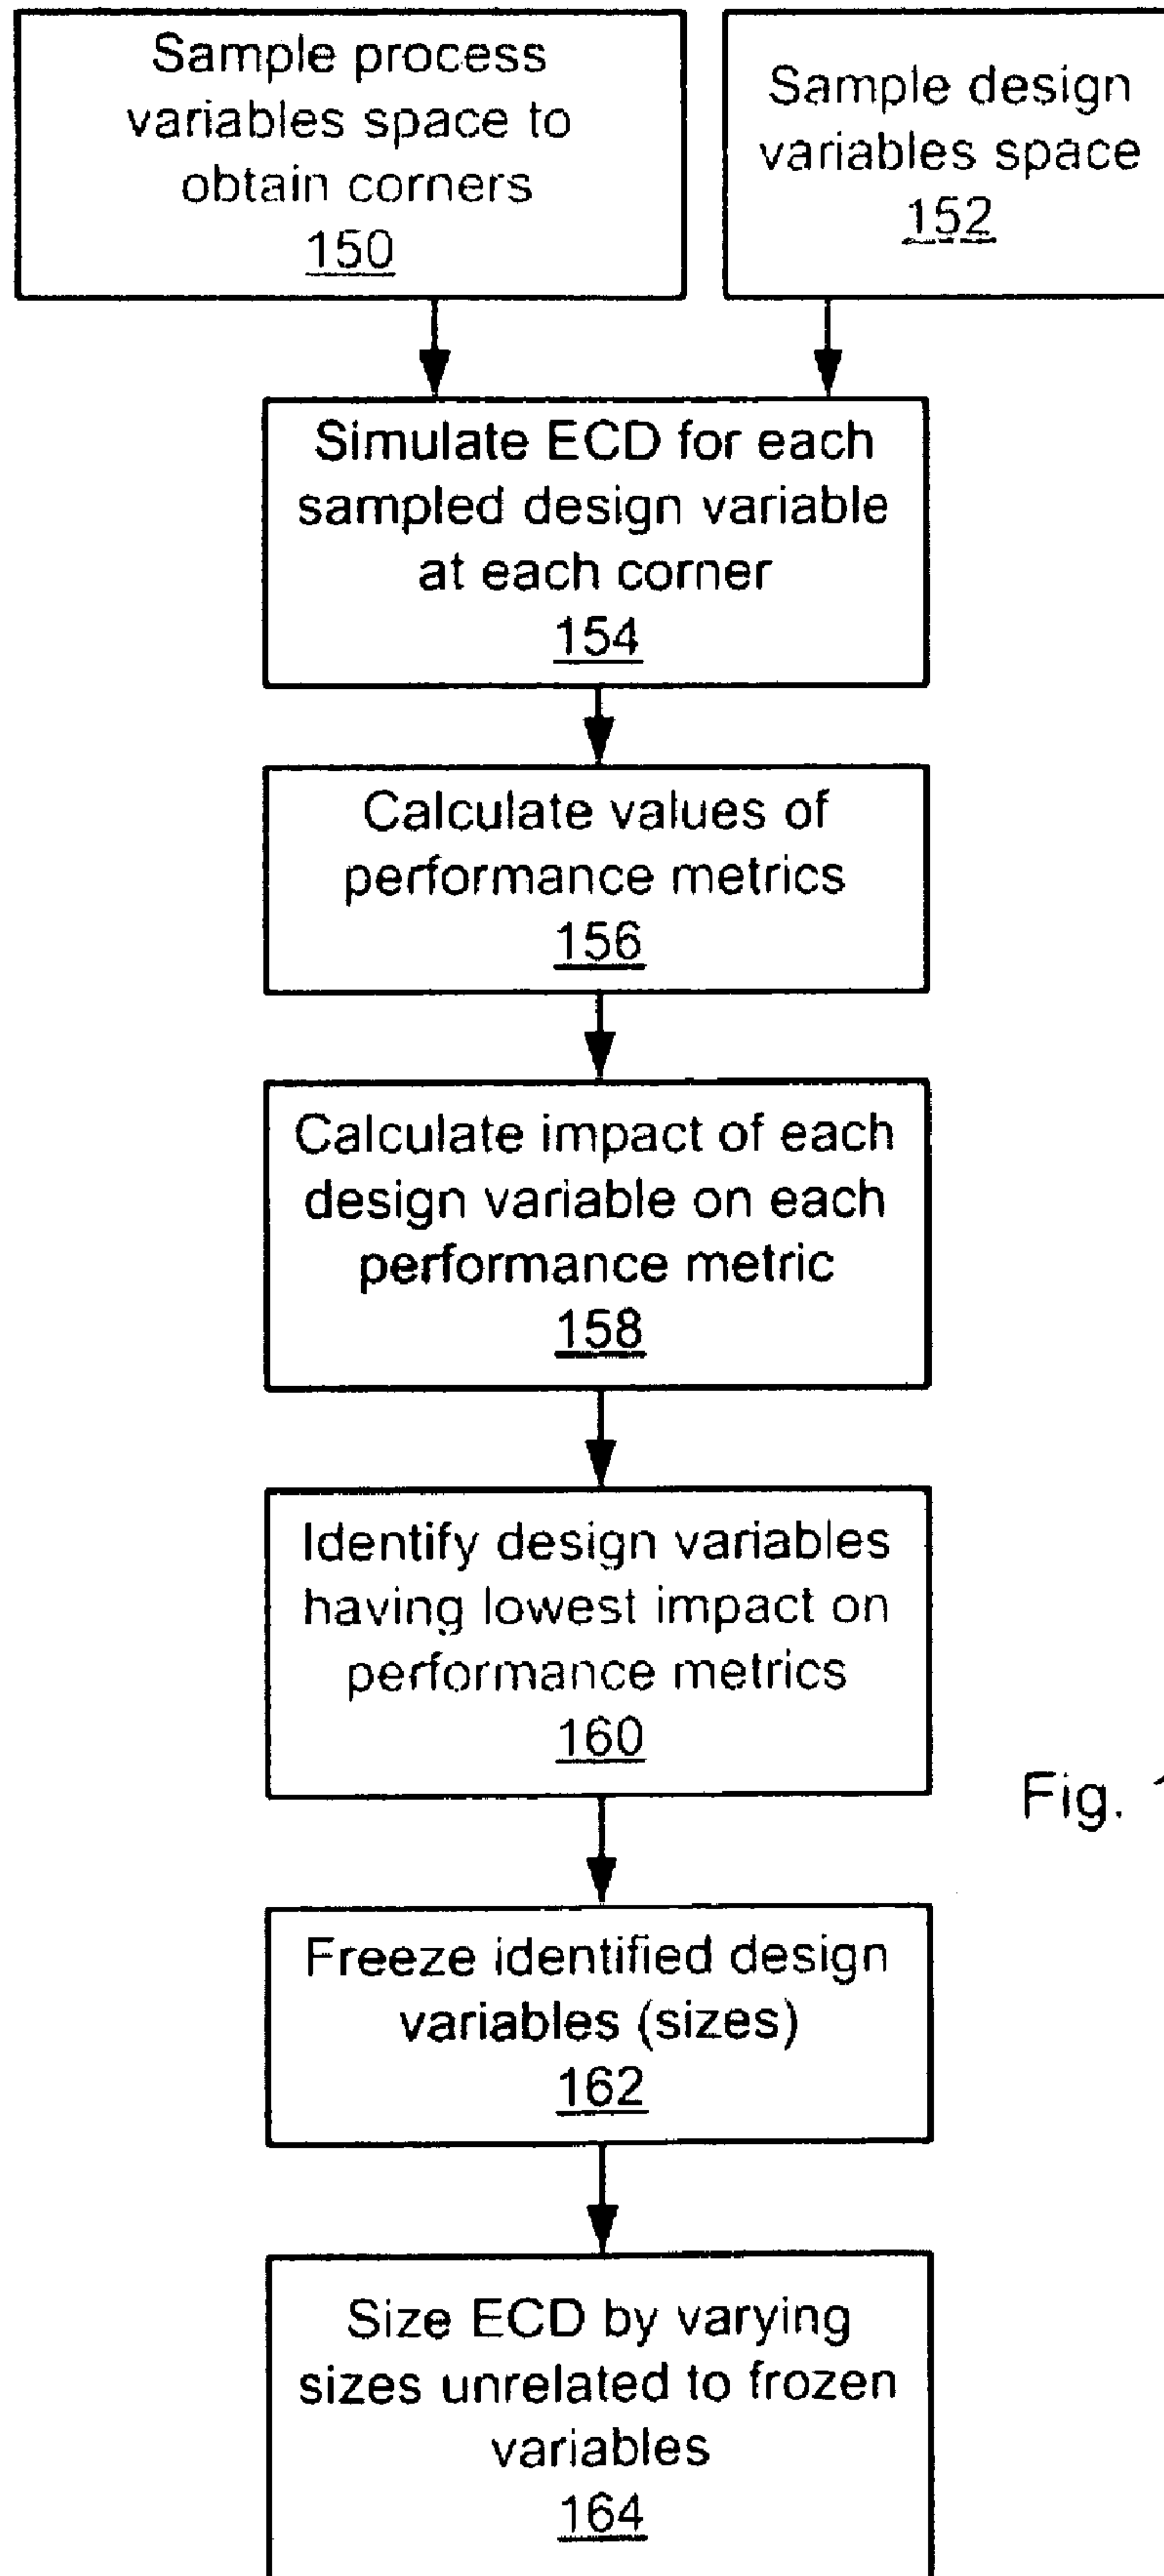 Sample process
variables space to
obtain corners
150
Sample design
variables space
152
Simulate ECD for each
sampled design variable
at each corner
154
Calculate values of
performance metrics
156
Calculate impact of each
design variable on each
performance metric
158
Identify design variables
having lowest impact on
performance metrics
160
Fig.
Freeze identified design
variables (sizes)
162
Size ECD by varying
sizes unrelated to frozen
variables
164